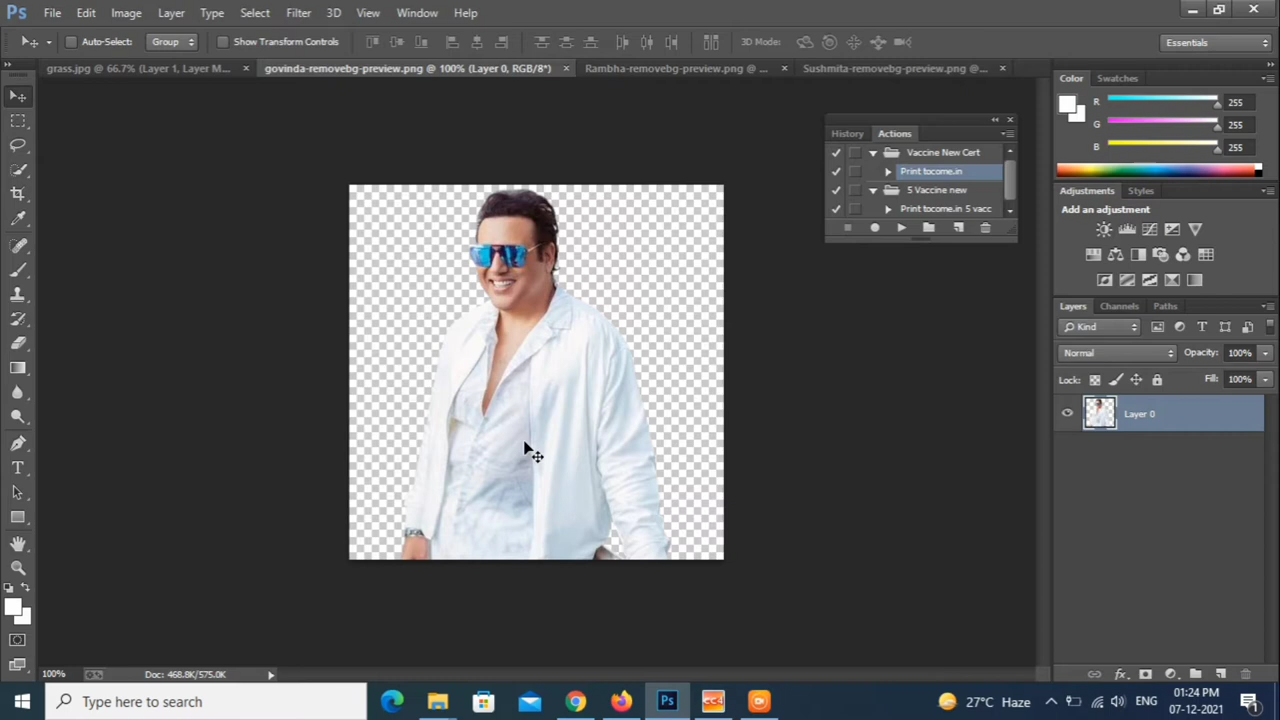 Ps File Edit Image Layer Type Select Filter 3D View Window Help
Auto-Select: Group Show Transform Controls 3D Mode: Essentials
grass.jpg @ 66.7% (Layer 1, Layer M... × govinda-removebg-preview.png @ 100% (Layer 0, RGB/8*) × Rambha-removebg-preview.png @ ... × Sushmita-removebg-preview.png @... ×
Color Swatches
R 255
G 255
B 255
History Actions
Vaccine New Cert
Print tocome.in
5 Vaccine new
Print tocome.in 5 vacc
Adjustments Styles
Add an adjustment
Layers Channels Paths
Kind
Normal Opacity: 100%
Lock: Fill: 100%
Layer 0
100% Doc: 468.8K/575.0K
Type here to search
Ps
CC4
27°C Haze
ENG
01:24 PM
07-12-2021
1